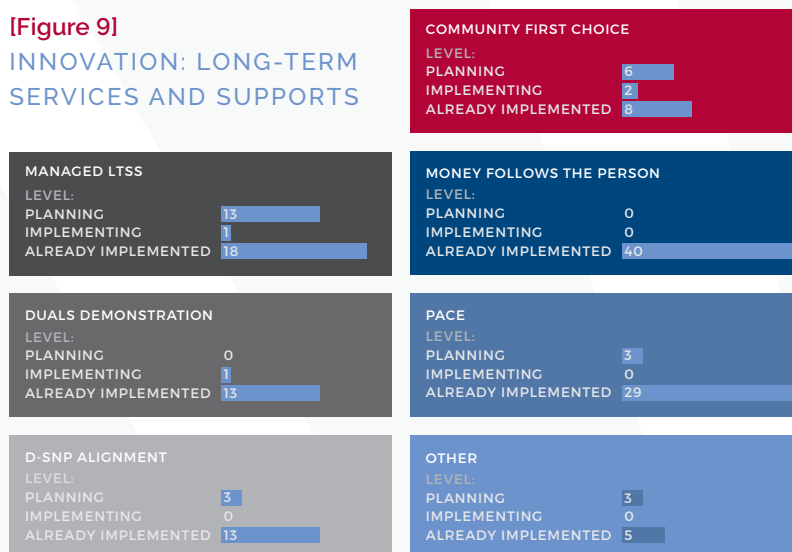 [Figure 9]
INNOVATION: LONG-TERM
SERVICES AND SUPPORTS
COMMUNITY FIRST CHOICE
LEVEL:
PLANNING 6
IMPLEMENTING 2
ALREADY IMPLEMENTED 8
MANAGED LTSS
LEVEL:
PLANNING 13
IMPLEMENTING 1
ALREADY IMPLEMENTED 18
MONEY FOLLOWS THE PERSON
LEVEL:
PLANNING 0
IMPLEMENTING 0
ALREADY IMPLEMENTED 40
DUALS DEMONSTRATION
LEVEL:
PLANNING 0
IMPLEMENTING 1
ALREADY IMPLEMENTED 13
PACE
LEVEL:
PLANNING 3
IMPLEMENTING 0
ALREADY IMPLEMENTED 29
D-SNP ALIGNMENT
LEVEL:
PLANNING 3
IMPLEMENTING 0
ALREADY IMPLEMENTED 13
OTHER
LEVEL:
PLANNING 3
IMPLEMENTING 0
ALREADY IMPLEMENTED 5